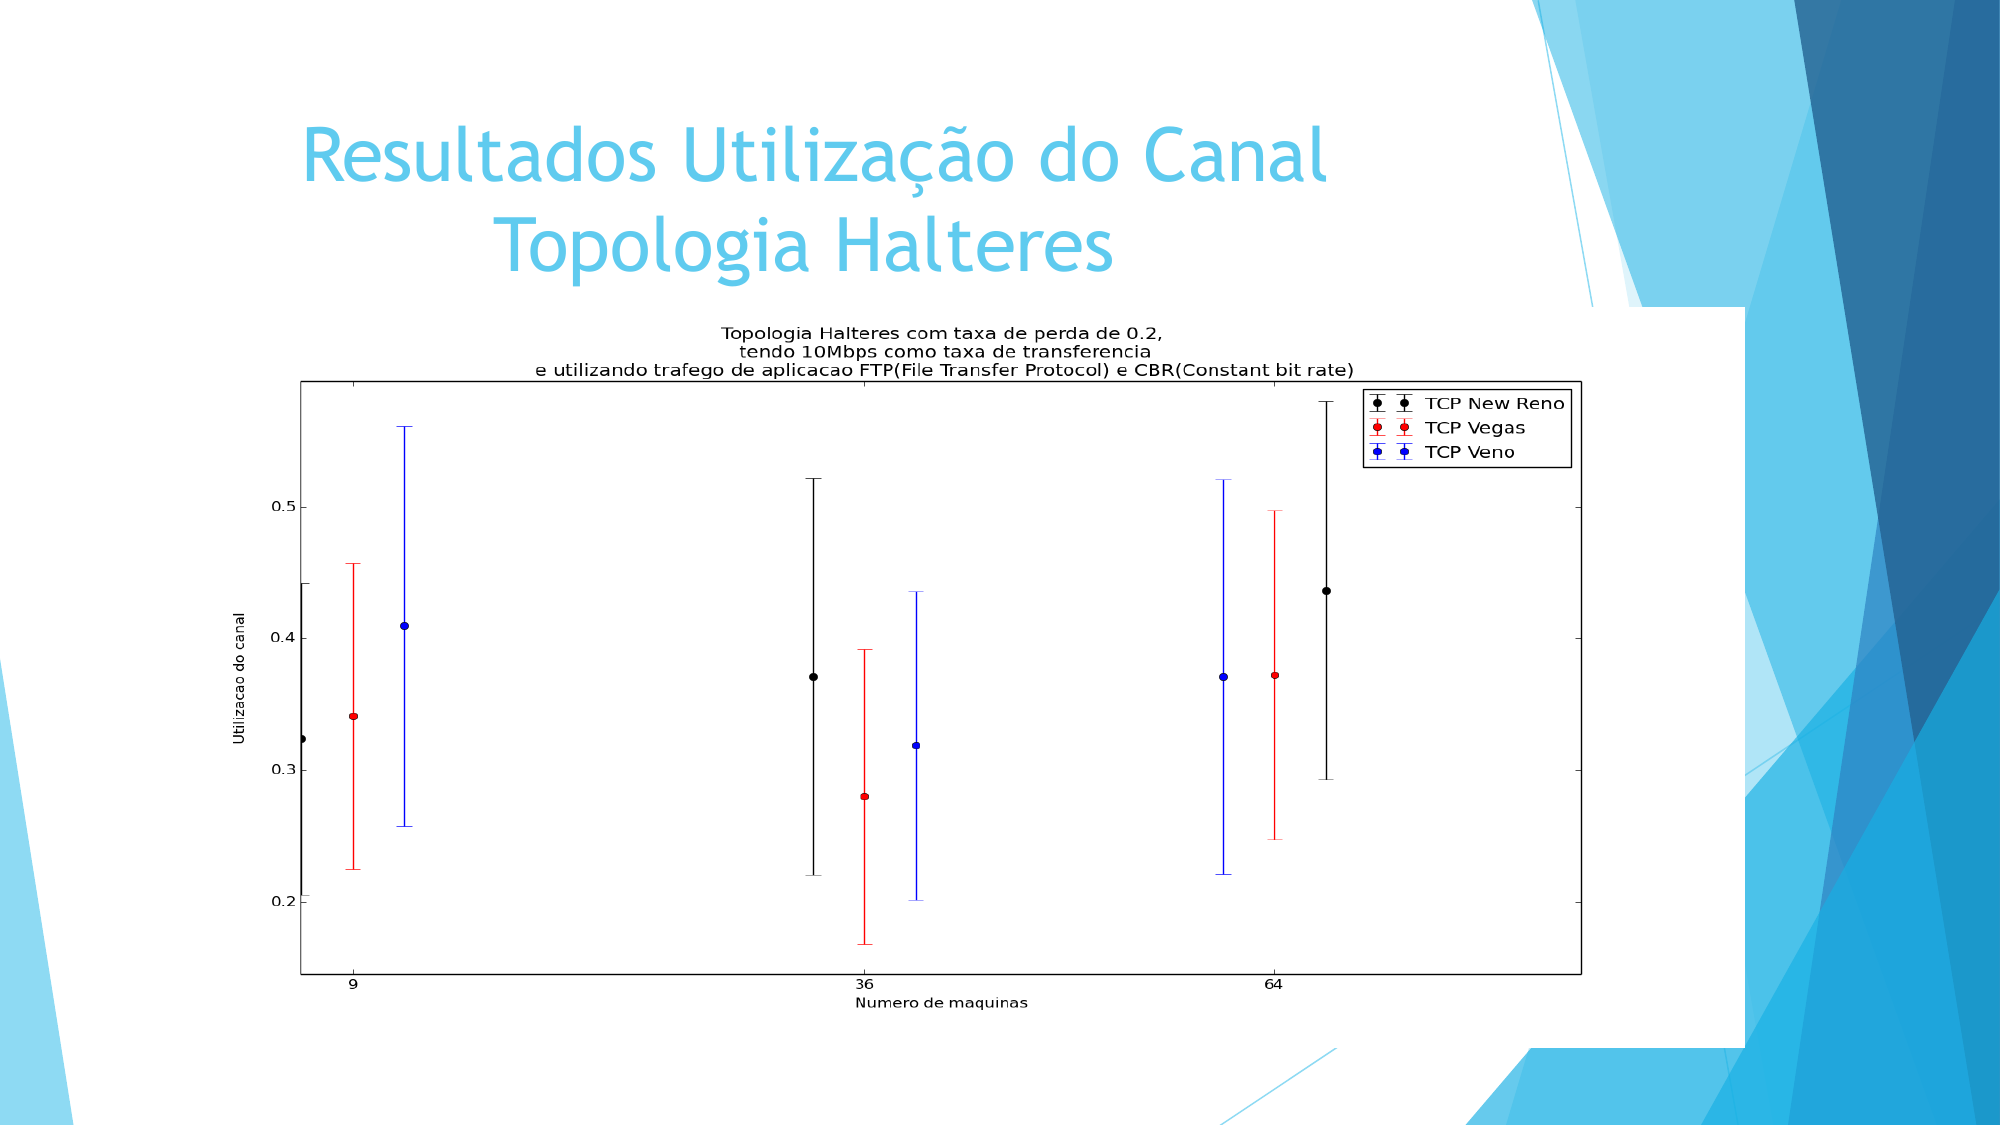 Resultados Utilização do Canal
Topologia Halteres
Topologia Halteres com taxa de perda de 0.2,
tendo 10Mbps como taxa de transferencia
e utilizando trafego de aplicacao FTP(File Transfer Protocol) e CBR(Constant bit rate)
TCP New Reno
TCP Vegas
TCP Veno
0.5
0.4
0.3
0.2
Utilizacao do canal
9 36 64
Numero de maquinas